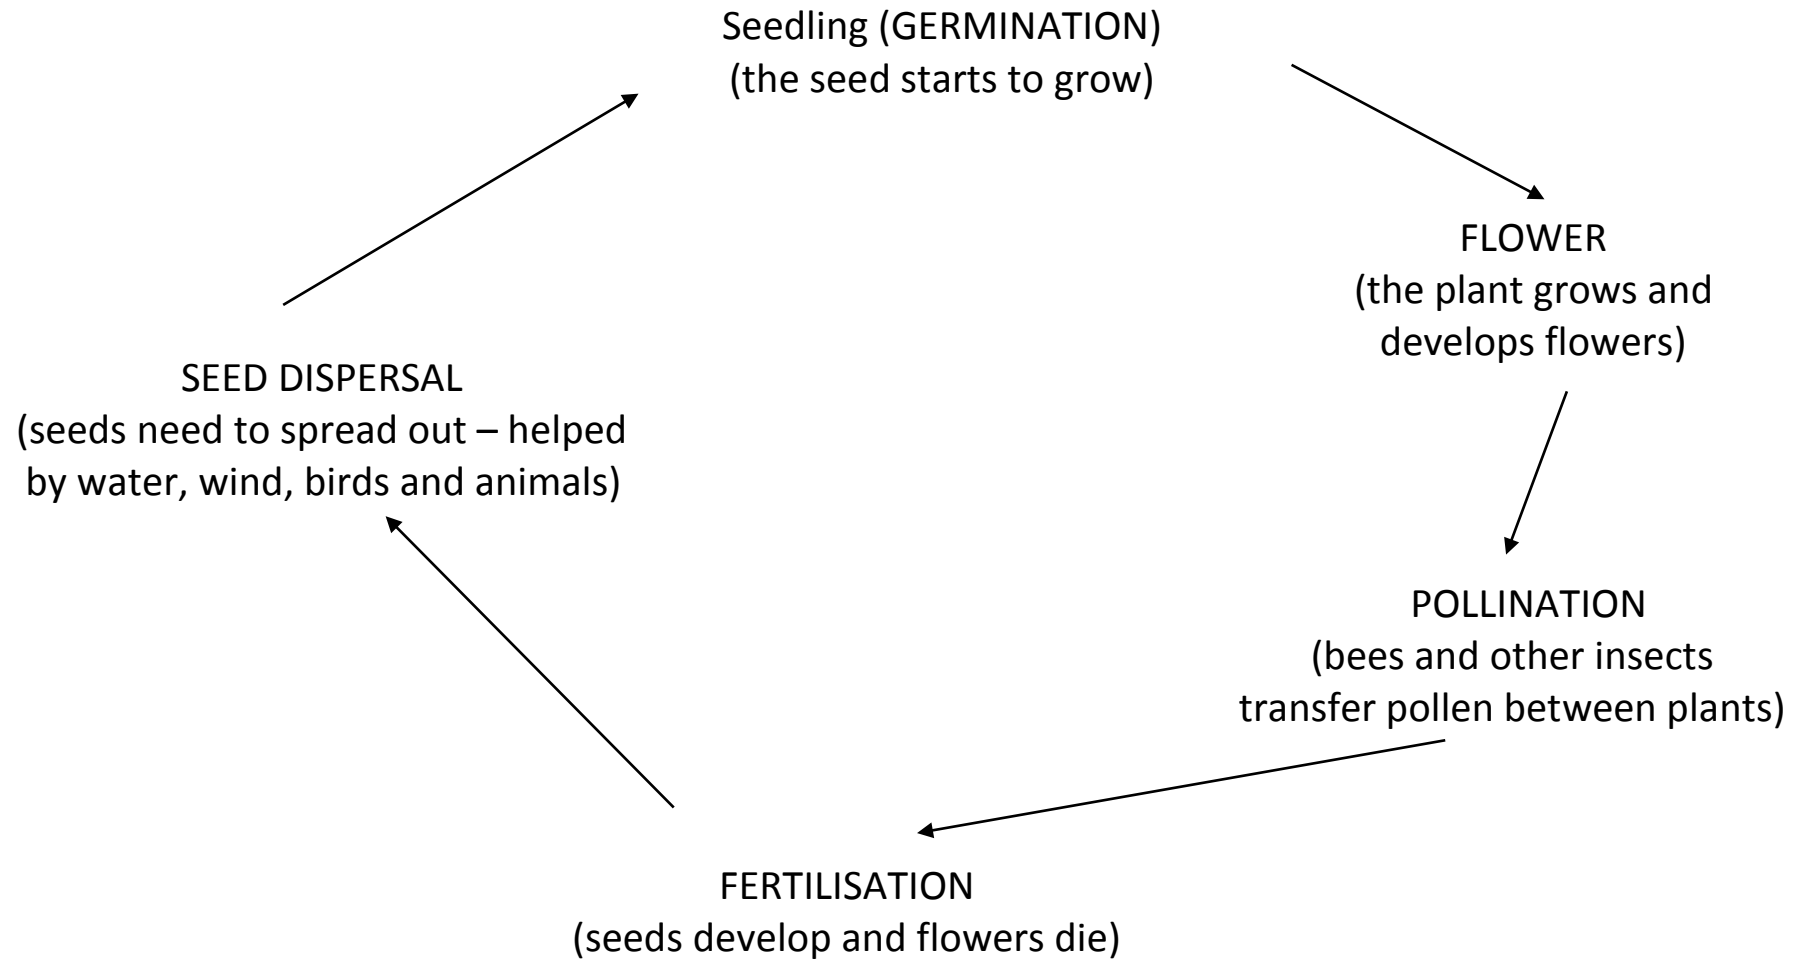 Seedling (GERMINATION)
(the seed starts to grow)
FLOWER
(the plant grows and
develops flowers)
POLLINATION
(bees and other insects
transfer pollen between plants)
FERTILISATION
(seeds develop and flowers die)
SEED DISPERSAL
(seeds need to spread out – helped
by water, wind, birds and animals)